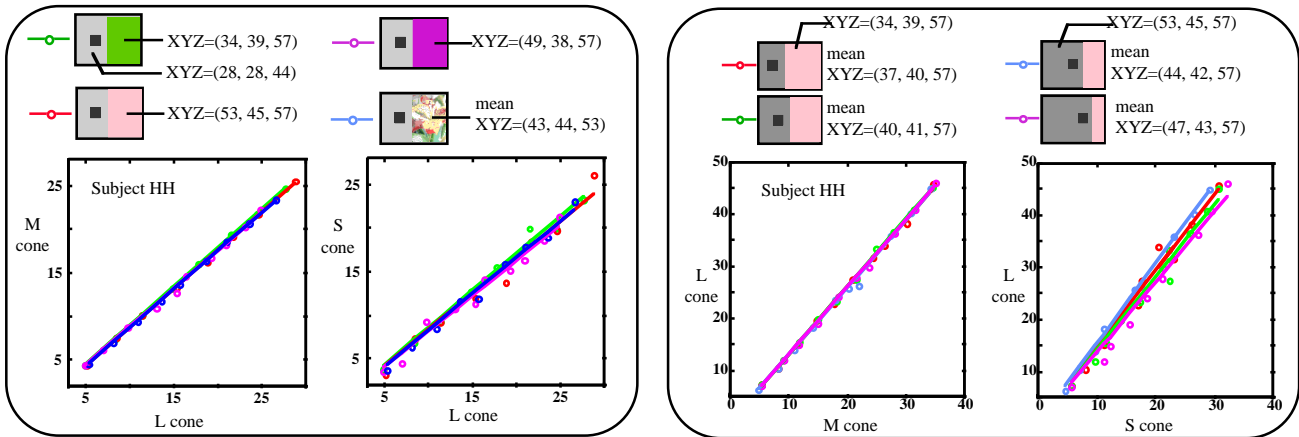 XYZ=(34, 39, 57)
XYZ=(28, 28, 44)
XYZ=(53, 45, 57)
XYZ=(49, 38, 57)
mean
XYZ=(43, 44, 53)
Subject HH
M
cone
25
15
5
5 15 25
L cone
S
cone
25
15
5
5 15 25
L cone
XYZ=(34, 39, 57)
mean
XYZ=(37, 40, 57)
mean
XYZ=(40, 41, 57)
XYZ=(53, 45, 57)
mean
XYZ=(44, 42, 57)
mean
XYZ=(47, 43, 57)
Subject HH
50
40
L
cone
30
20
10
0 10 20 30 40
M cone
50
40
L
cone
30
20
10
0 10 20 30 40
S cone